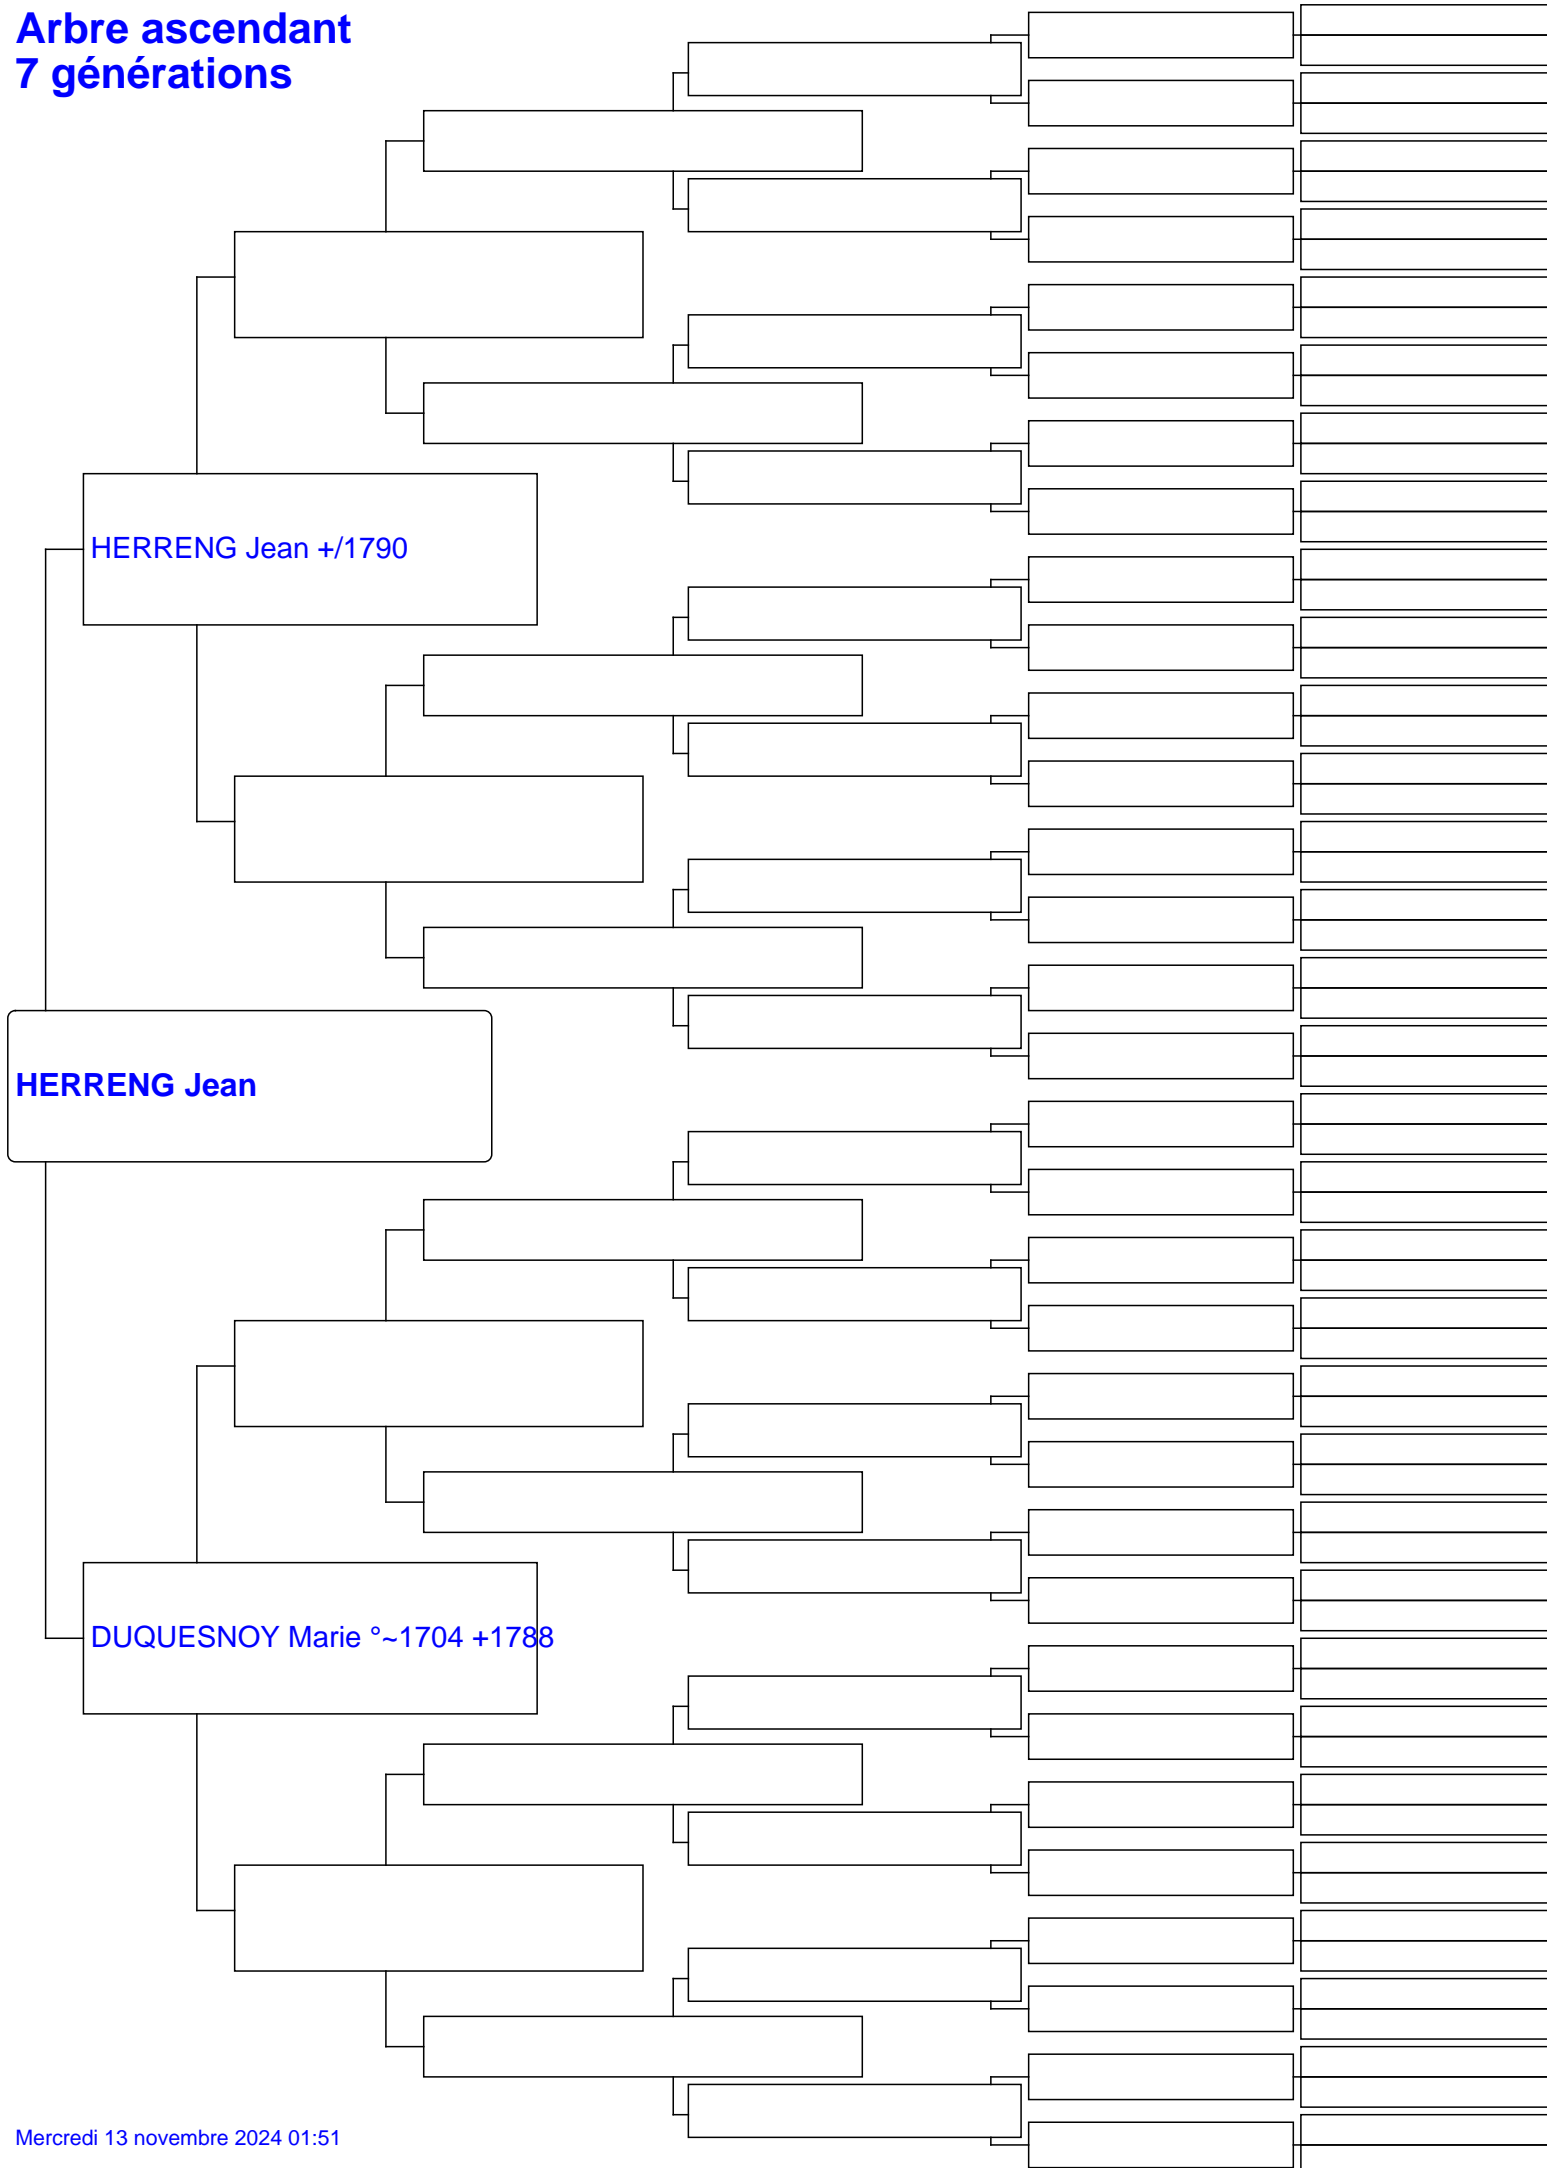 Arbre ascendant
7 générations
HERRENG Jean +/1790
HERRENG Jean
DUQUESNOY Marie °~1704 +1788
Mercredi 13 novembre 2024 01:51